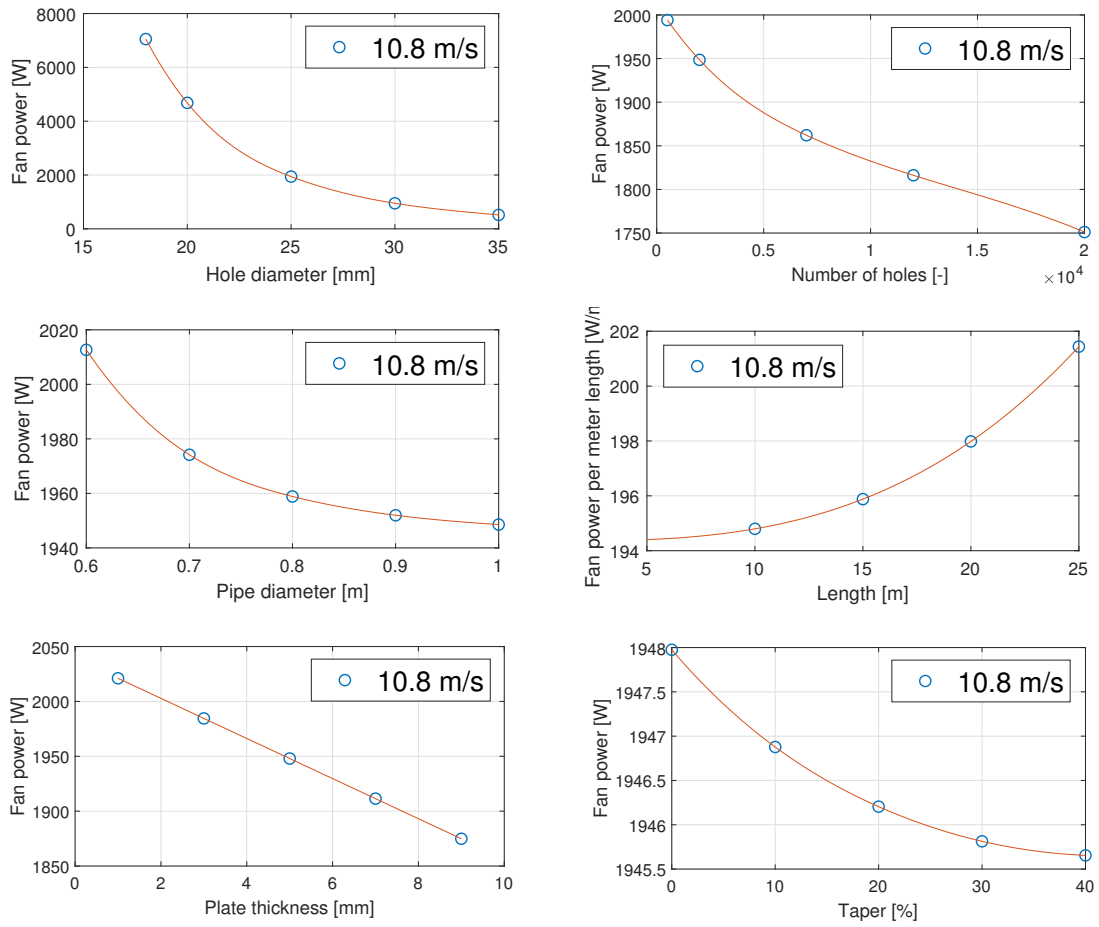 8000
6000
4000
2000
0
Fan power [W]
10.8 m/s
15 20 25 30 35
Hole diameter [mm]
2000
1950
1900
1850
1800
1750
Fan power [W]
10.8 m/s
0 0.5 1 1.5 2
Number of holes [-]
×10⁴
2020
2000
1980
1960
1940
Fan power [W]
10.8 m/s
0.6 0.7 0.8 0.9 1
Pipe diameter [m]
202
200
198
196
194
Fan power per meter length [W/m
10.8 m/s
5 10 15 20 25
Length [m]
2050
2000
1950
1900
1850
Fan power [W]
10.8 m/s
0 2 4 6 8 10
Plate thickness [mm]
1948
1947.5
1947
1946.5
1946
1945.5
Fan power [W]
10.8 m/s
0 10 20 30 40
Taper [%]